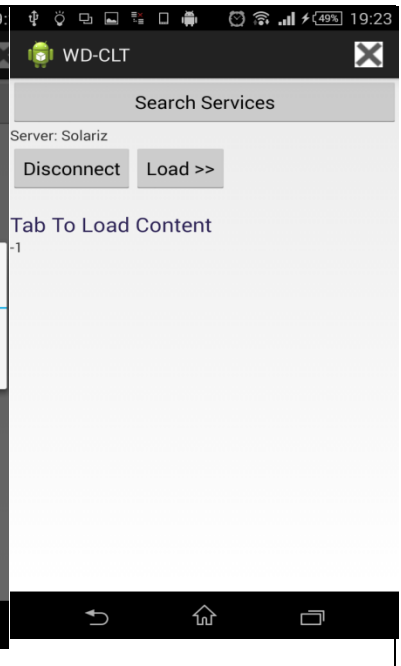 49% 19:23
WD-CLT
Search Services
Server: Solariz
Disconnect Load >>
Tab To Load Content
-1